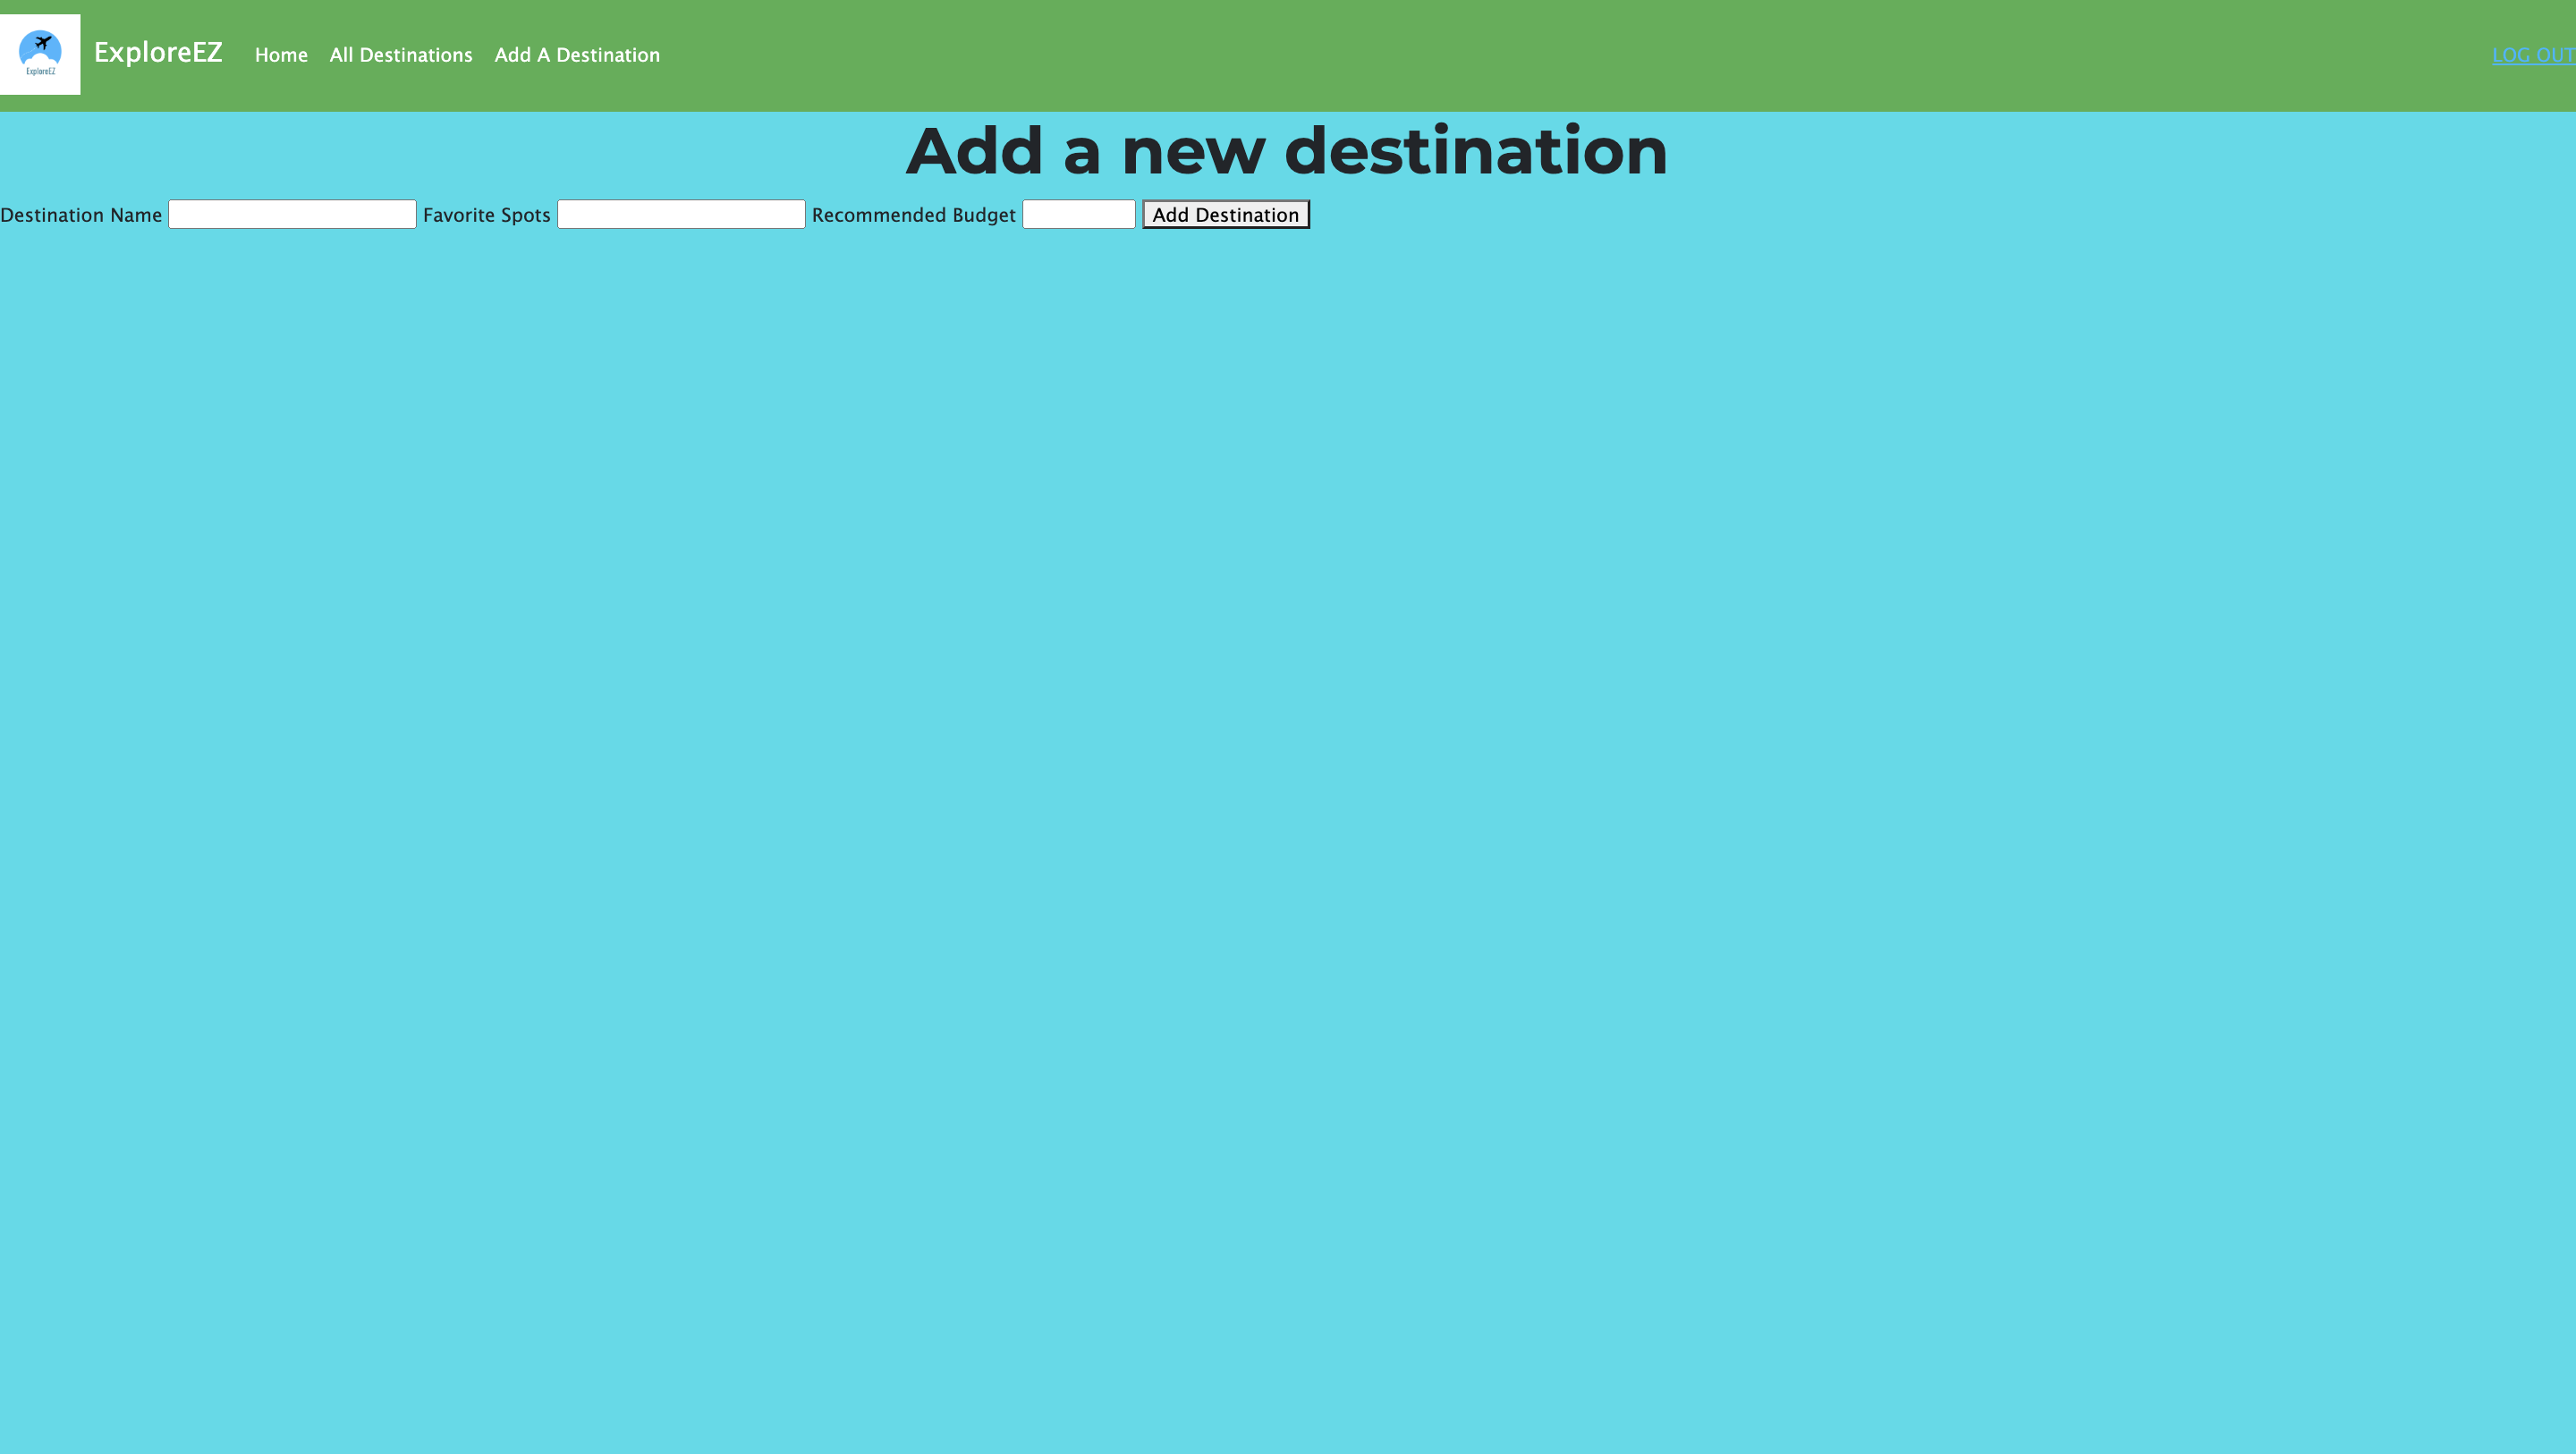 ExploreEZ
ExploreEZ Home All Destinations Add A Destination LOG OUT
Add a new destination
Destination Name Favorite Spots Recommended Budget Add Destination